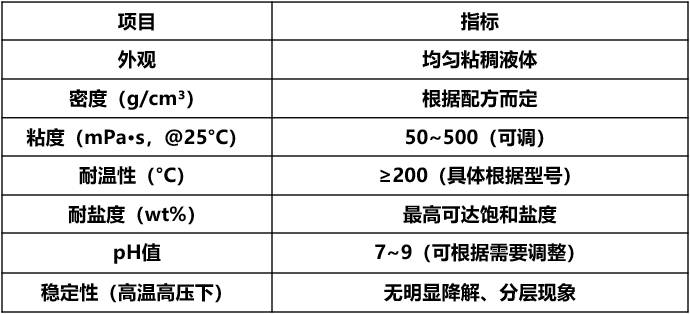 项目 指标
外观 均匀粘稠液体
密度（g/cm³） 根据配方而定
粘度（mPa•s，@25°C） 50~500（可调）
耐温性（°C） ≥200（具体根据型号）
耐盐度（wt%） 最高可达饱和盐度
pH值 7~9（可根据需要调整）
稳定性（高温高压下） 无明显降解、分层现象